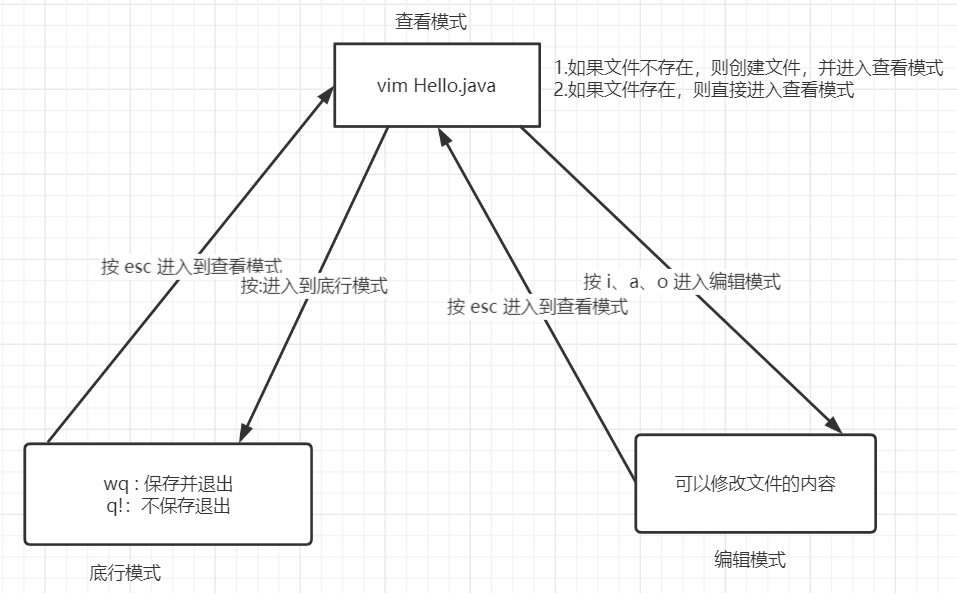 查看模式
vim Hello.java
1.如果文件不存在，则创建文件，并进入查看模式
2.如果文件存在，则直接进入查看模式
按 esc 进入到查看模式
按:进入到底行模式
按 esc 进入到查看模式
按 i、a、o 进入编辑模式
wq : 保存并退出
q!：不保存退出
可以修改文件的内容
底行模式
编辑模式